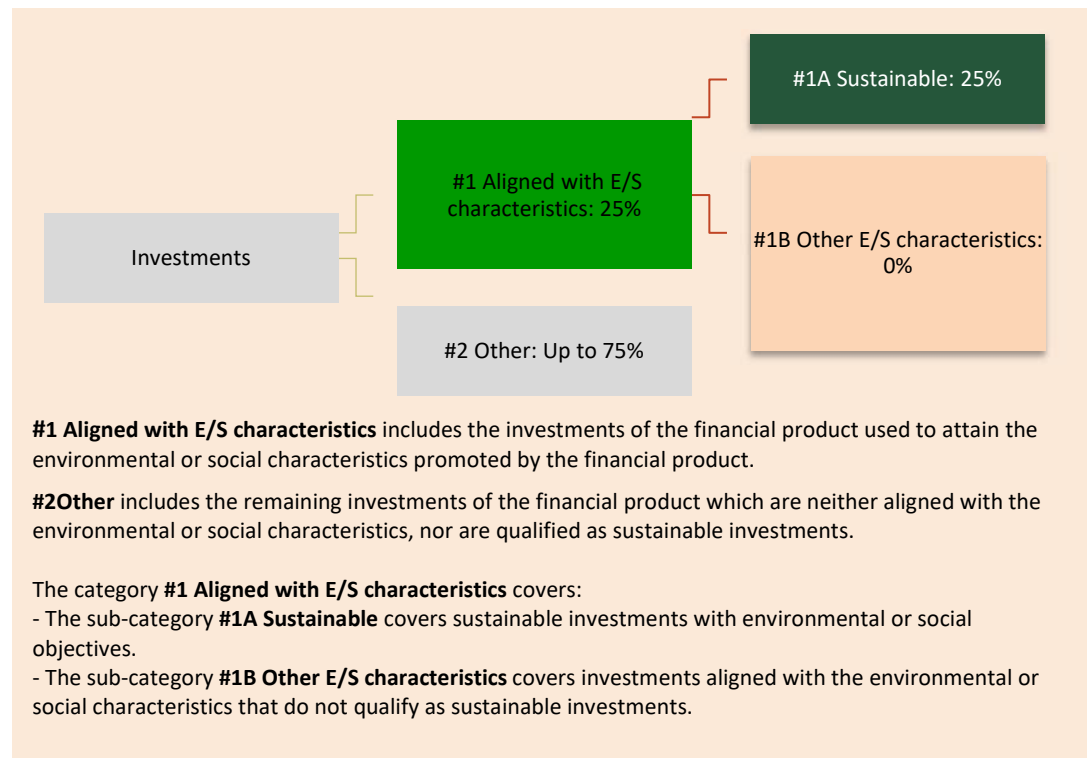 #1A Sustainable: 25%
#1 Aligned with E/S
characteristics: 25%
#1B Other E/S characteristics:
0%
Investments
#2 Other: Up to 75%
#1 Aligned with E/S characteristics includes the investments of the financial product used to attain the
environmental or social characteristics promoted by the financial product.
#2Other includes the remaining investments of the financial product which are neither aligned with the
environmental or social characteristics, nor are qualified as sustainable investments.
The category #1 Aligned with E/S characteristics covers:
- The sub-category #1A Sustainable covers sustainable investments with environmental or social
objectives.
- The sub-category #1B Other E/S characteristics covers investments aligned with the environmental or
social characteristics that do not qualify as sustainable investments.